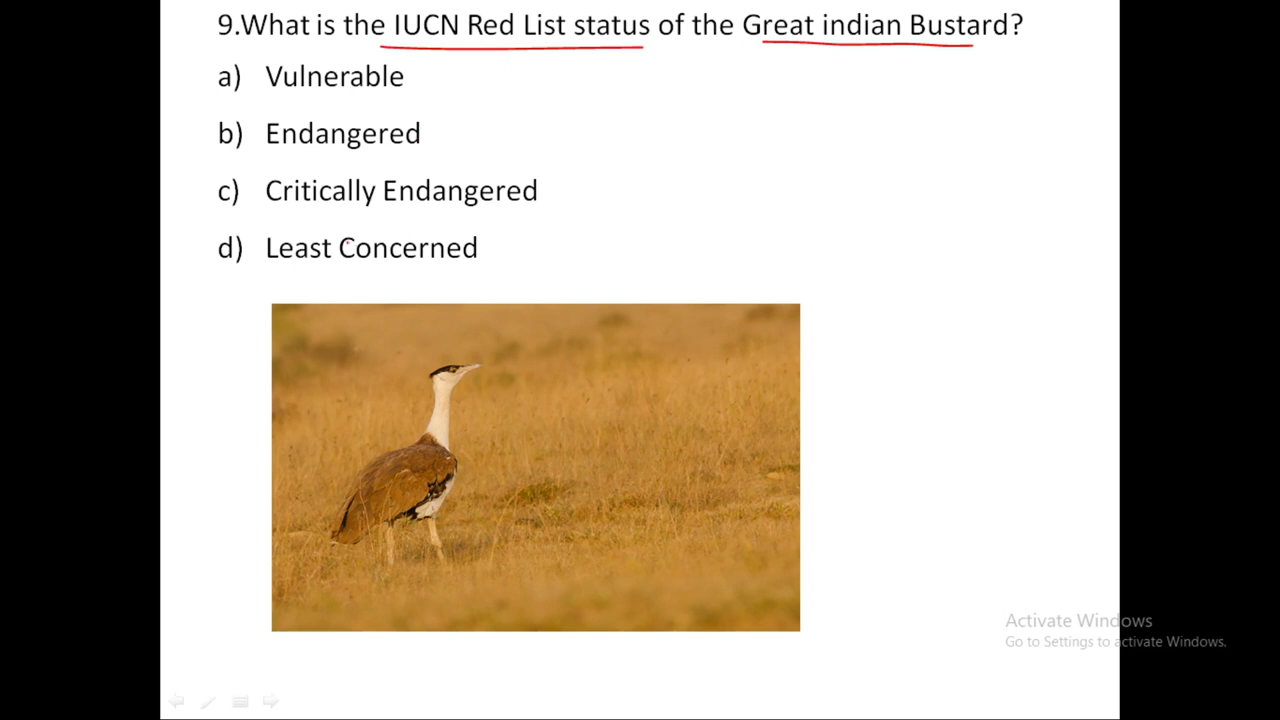 9.What is the IUCN Red List status of the Great indian Bustard?
a) Vulnerable
b) Endangered
c) Critically Endangered
d) Least Concerned
Activate Windows
Go to Settings to activate Windows.